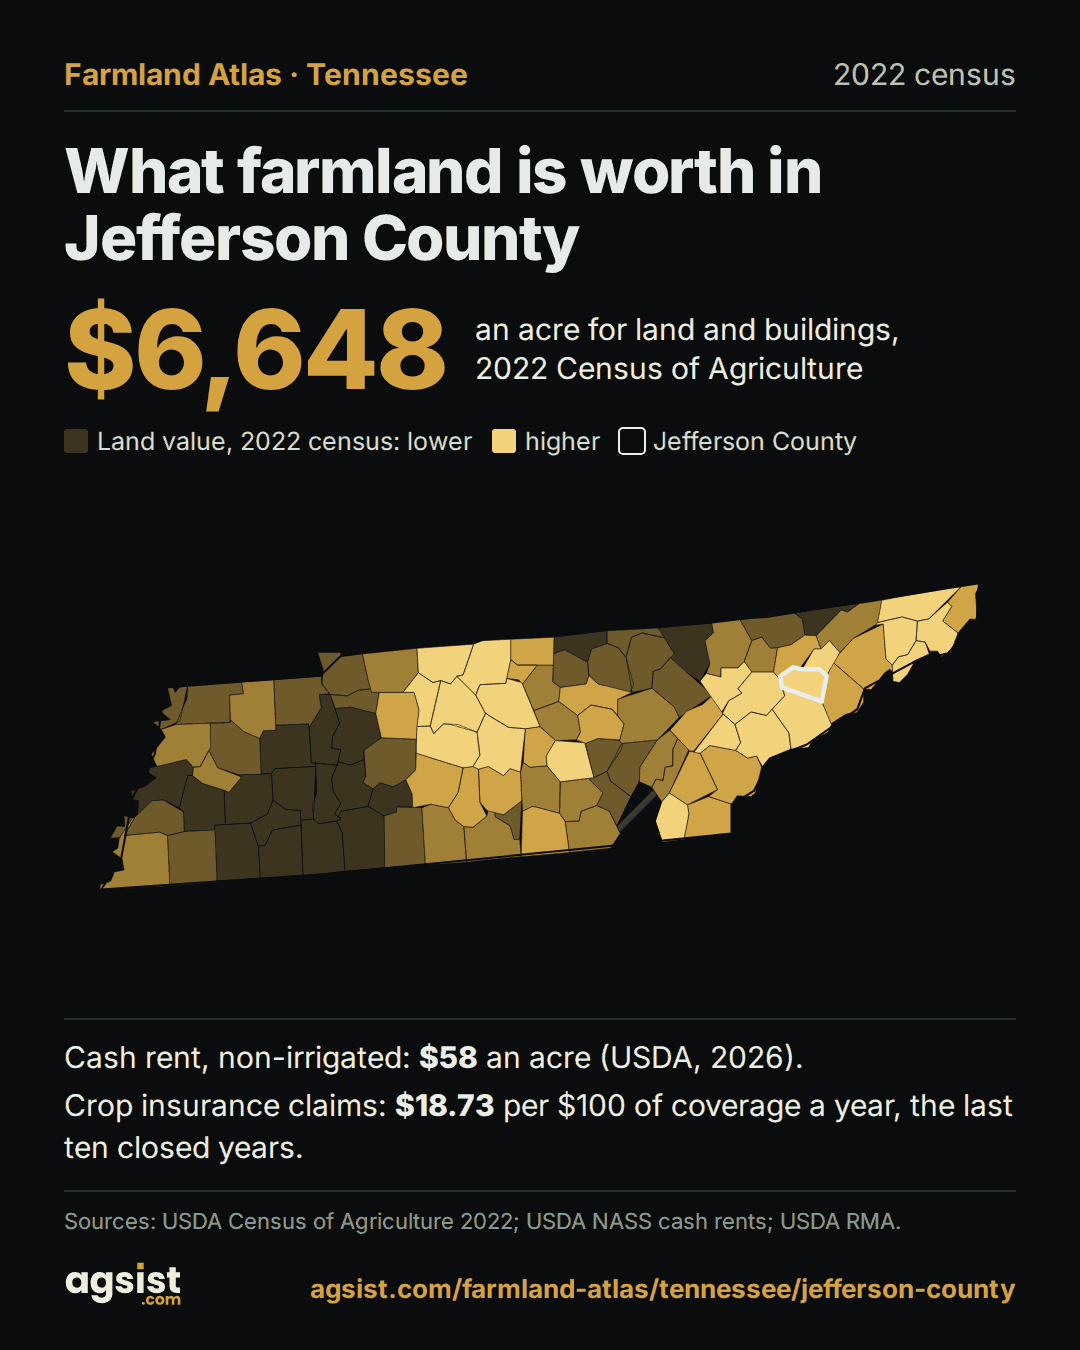 Farmland Atlas · Tennessee
2022 census
What farmland is worth in
Jefferson County
$6,648
an acre for land and buildings,
2022 Census of Agriculture
Land value, 2022 census: lower
higher
Jefferson County
Cash rent, non-irrigated: $58 an acre (USDA, 2026).
Crop insurance claims: $18.73 per $100 of coverage a year, the last
ten closed years.
Sources: USDA Census of Agriculture 2022; USDA NASS cash rents; USDA RMA.
agsist
.com
agsist.com/farmland-atlas/tennessee/jefferson-county